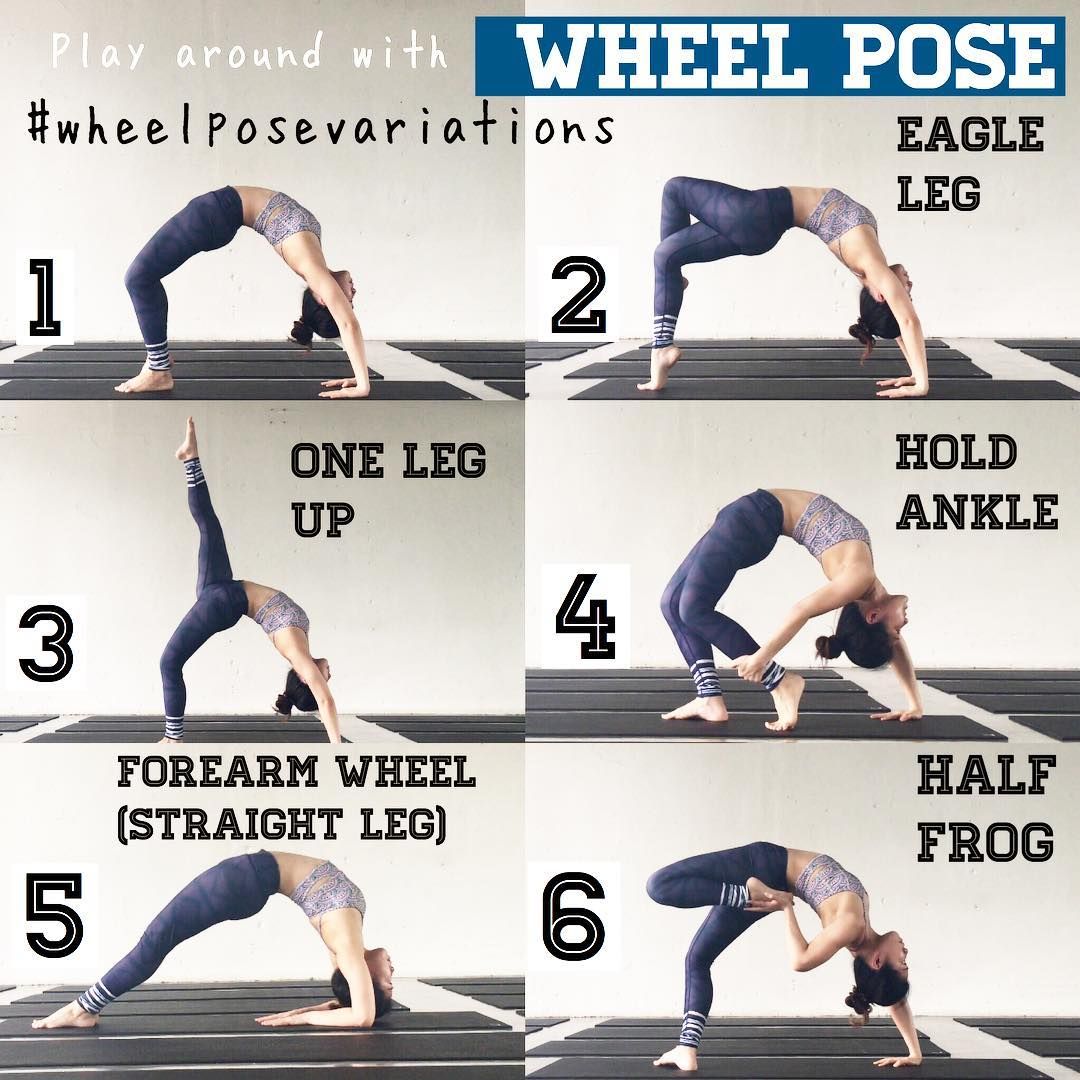 Play around with WHEEL POSE
#wheelposevariations
1
EAGLE
LEG
2
ONE LEG
UP
3
HOLD
ANKLE
4
FOREARM WHEEL
(STRAIGHT LEG)
5
HALF
FROG
6